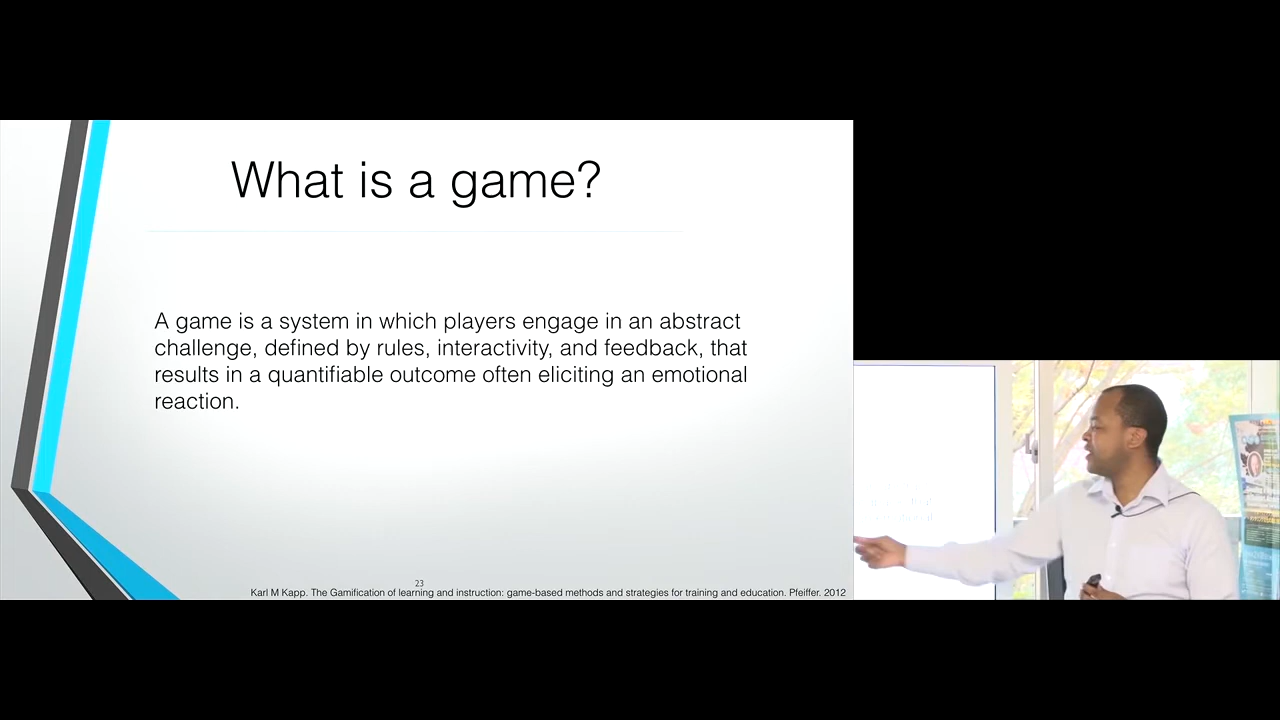 What is a game?
A game is a system in which players engage in an abstract
challenge, defined by rules, interactivity, and feedback, that
results in a quantifiable outcome often eliciting an emotional
reaction.
23
Karl M Kapp. The Gamification of learning and instruction: game-based methods and strategies for training and education. Pfeiffer. 2012